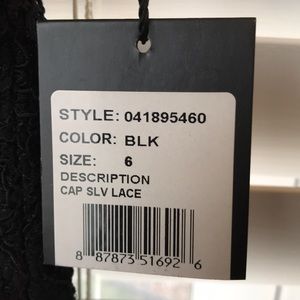 STYLE: 041895460
COLOR: BLK
SIZE: 6
DESCRIPTION
CAP SLV LACE
8 87873 51692 6